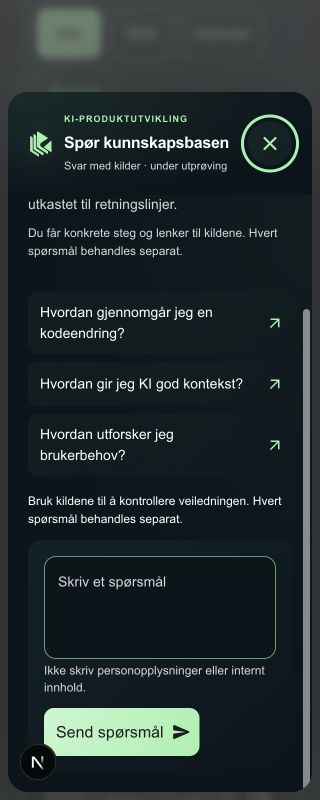 KI-PRODUKTUTVIKLING
Spør kunnskapsbasen
Svar med kilder · under utprøving
utkastet til retningslinjer.
Du får konkrete steg og lenker til kildene. Hvert
spørsmål behandles separat.
Hvordan gjennomgår jeg en
kodeendring?
Hvordan gir jeg KI god kontekst?
Hvordan utforsker jeg
brukerbehov?
Bruk kildene til å kontrollere veiledningen. Hvert
spørsmål behandles separat.
Skriv et spørsmål
Ikke skriv personopplysninger eller internt
innhold.
Send spørsmål
N